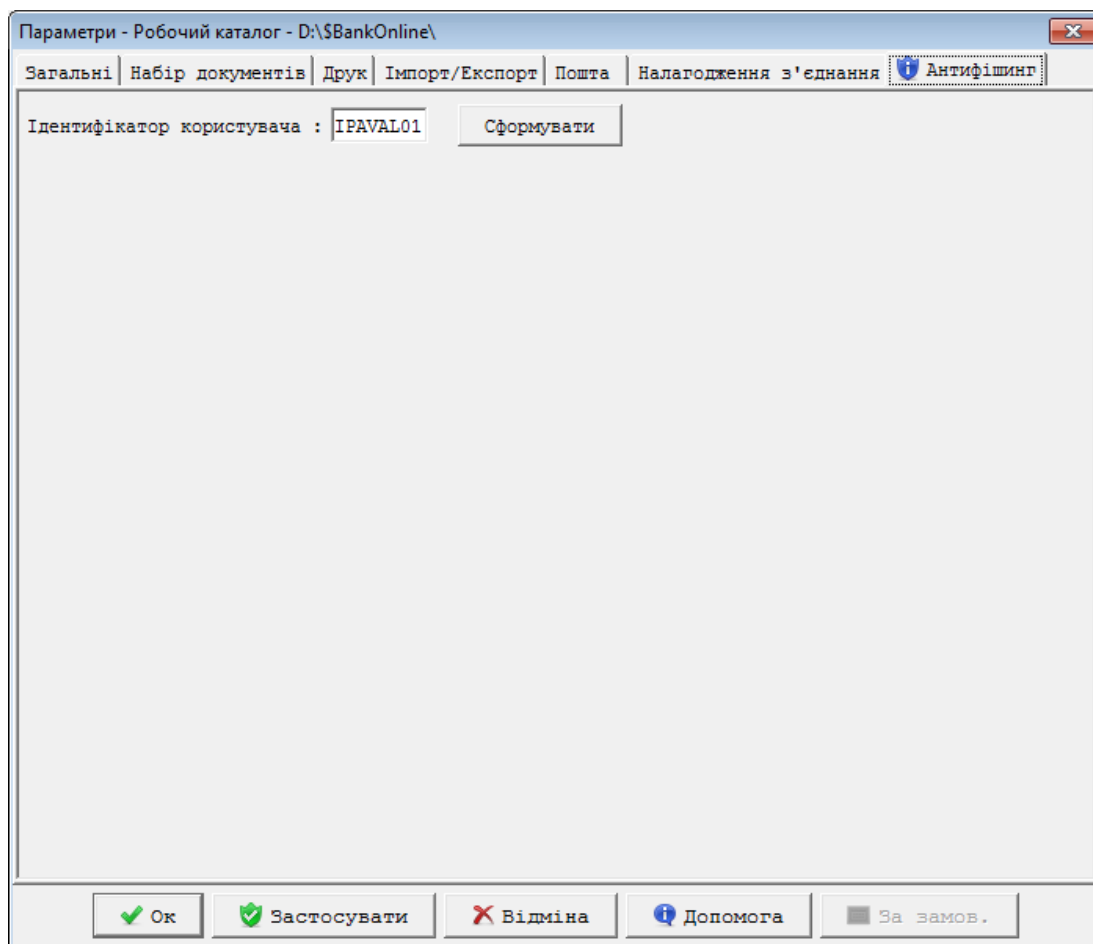 Параметри - Робочий каталог - D:\$BankOnline\
Загальні Набір документів Друк Імпорт/Експорт Пошта Налагодження з'єднання Антифішинг
Ідентифікатор користувача : IPAVAL01 Сформувати
Ок Застосувати Відміна Допомога За замов.